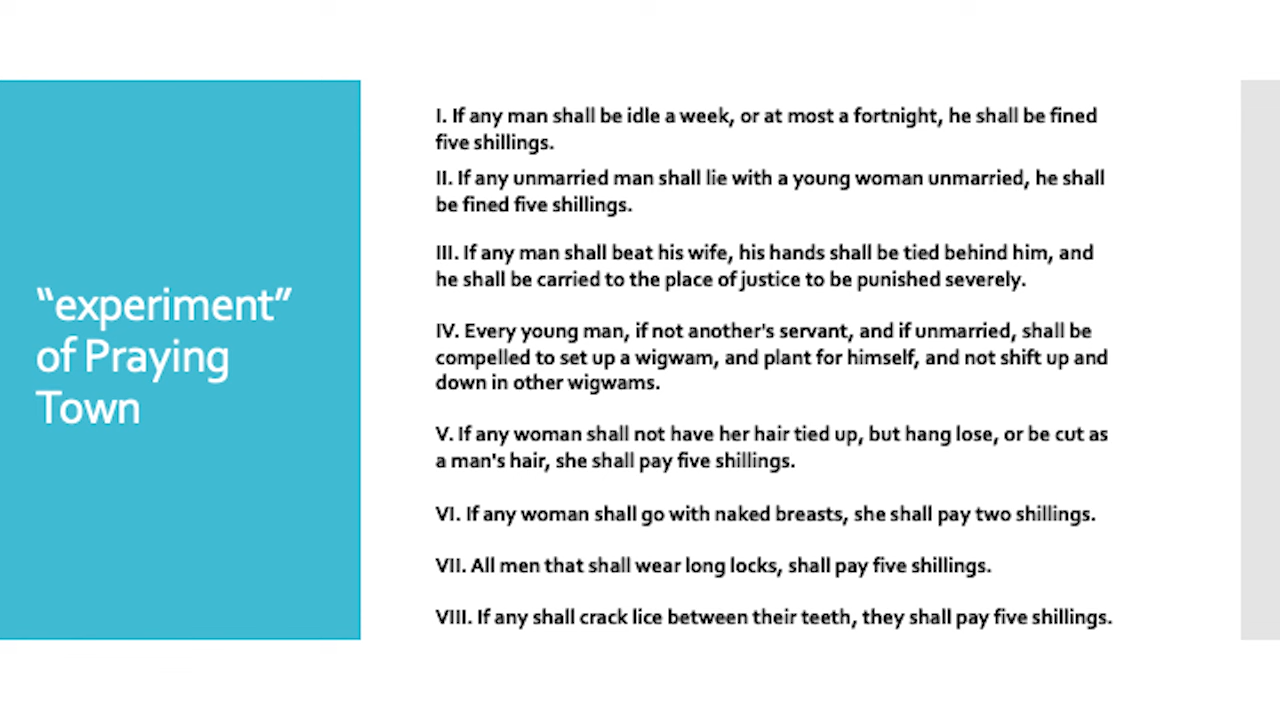 “experiment”
of Praying
Town
I. If any man shall be idle a week, or at most a fortnight, he shall be fined
five shillings.
II. If any unmarried man shall lie with a young woman unmarried, he shall
be fined five shillings.
III. If any man shall beat his wife, his hands shall be tied behind him, and
he shall be carried to the place of justice to be punished severely.
IV. Every young man, if not another's servant, and if unmarried, shall be
compelled to set up a wigwam, and plant for himself, and not shift up and
down in other wigwams.
V. If any woman shall not have her hair tied up, but hang lose, or be cut as
a man's hair, she shall pay five shillings.
VI. If any woman shall go with naked breasts, she shall pay two shillings.
VII. All men that shall wear long locks, shall pay five shillings.
VIII. If any shall crack lice between their teeth, they shall pay five shillings.